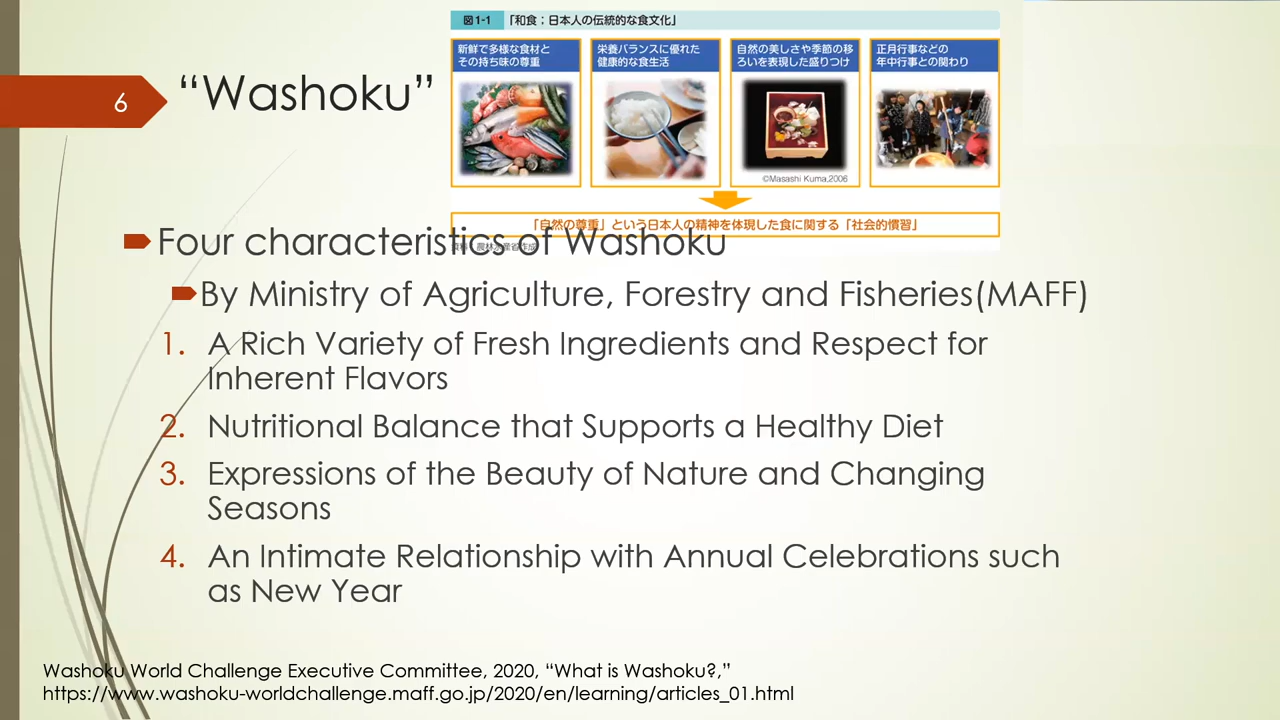 図1-1 「和食；日本人の伝統的な食文化」
新鮮で多様な食材と
その持ち味の尊重
栄養バランスに優れた
健康的な食生活
自然の美しさや季節の移
ろいを表現した盛りつけ
正月行事などの
年中行事との関わり
©Masashi Kuma,2006
「自然の尊重」という日本人の精神を体現した食に関する「社会的慣習」
6
“Washoku”
Four characteristics of Washoku
By Ministry of Agriculture, Forestry and Fisheries(MAFF)
1. A Rich Variety of Fresh Ingredients and Respect for
Inherent Flavors
2. Nutritional Balance that Supports a Healthy Diet
3. Expressions of the Beauty of Nature and Changing
Seasons
4. An Intimate Relationship with Annual Celebrations such
as New Year
Washoku World Challenge Executive Committee, 2020, “What is Washoku?,”
https://www.washoku-worldchallenge.maff.go.jp/2020/en/learning/articles_01.html